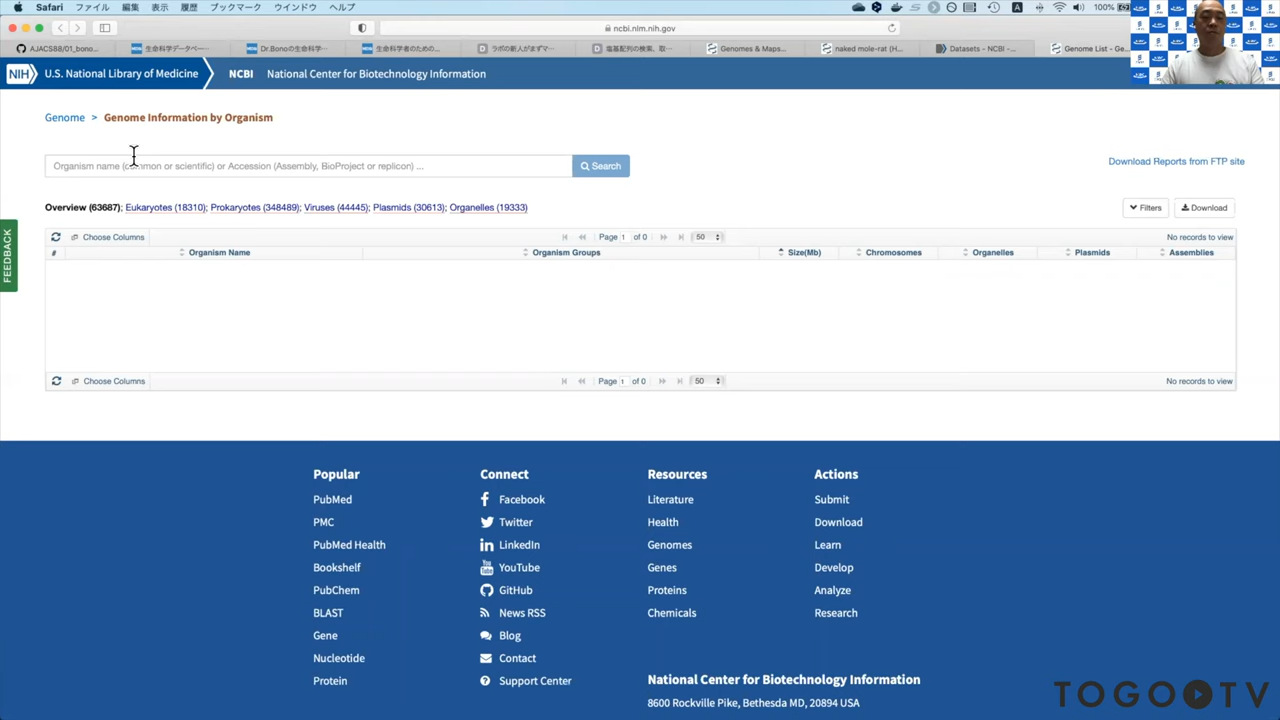 Safari ファイル 編集 表示 履歴 ブックマーク ウインドウ ヘルプ 100%
ncbi.nlm.nih.gov
AJACS88/01_bono... 生命科学データベー... Dr.Bonoの生命科学... 生命科学者のための... ラボの新人がまずマ... 塩基配列の検索、取... Genomes & Maps... naked mole-rat (H... Datasets - NCBI -... Genome List - Ge...
NIH U.S. National Library of Medicine NCBI National Center for Biotechnology Information
Genome > Genome Information by Organism
Organism name (common or scientific) or Accession (Assembly, BioProject or replicon) ... Search
Download Reports from FTP site
Overview (63687); Eukaryotes (18310); Prokaryotes (348489); Viruses (44445); Plasmids (30613); Organelles (19333) Filters Download
FEEDBACK
Choose Columns Page 1 of 0 50 No records to view
# Organism Name Organism Groups Size(Mb) Chromosomes Organelles Plasmids Assemblies
Choose Columns Page 1 of 0 50 No records to view
Popular Connect Resources Actions
PubMed Facebook Literature Submit
PMC Twitter Health Download
PubMed Health LinkedIn Genomes Learn
Bookshelf YouTube Genes Develop
PubChem GitHub Proteins Analyze
BLAST News RSS Chemicals Research
Gene Blog
Nucleotide Contact
Protein Support Center
National Center for Biotechnology Information
8600 Rockville Pike, Bethesda MD, 20894 USA
TOGO TV